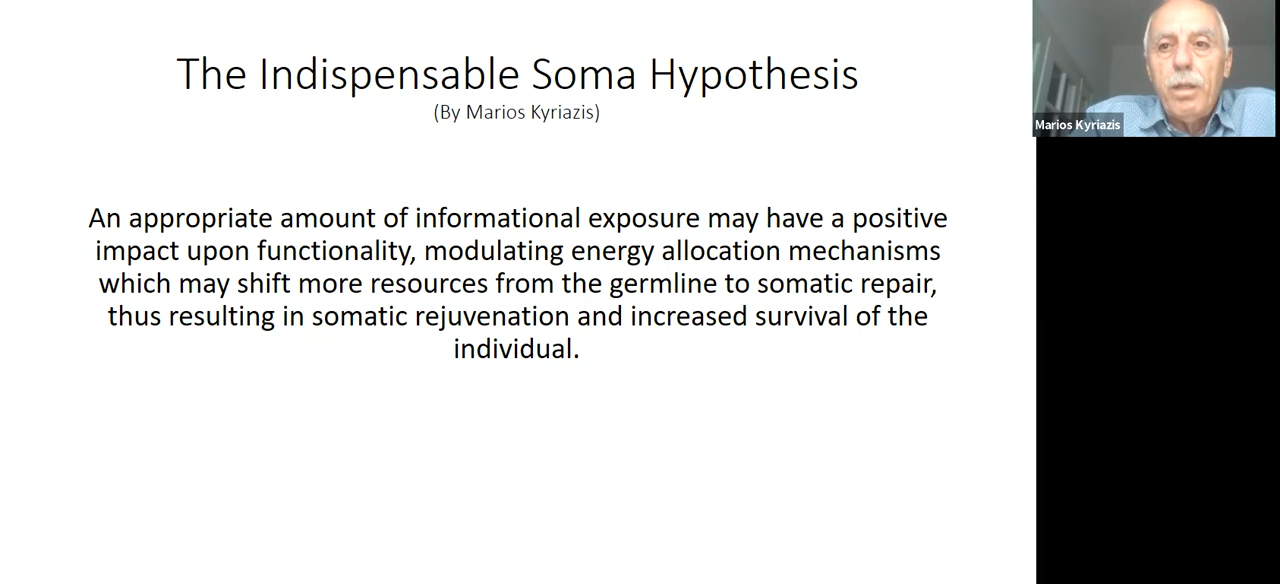 The Indispensable Soma Hypothesis
(By Marios Kyriazis)
An appropriate amount of informational exposure may have a positive
impact upon functionality, modulating energy allocation mechanisms
which may shift more resources from the germline to somatic repair,
thus resulting in somatic rejuvenation and increased survival of the
individual.
Marios Kyriazis